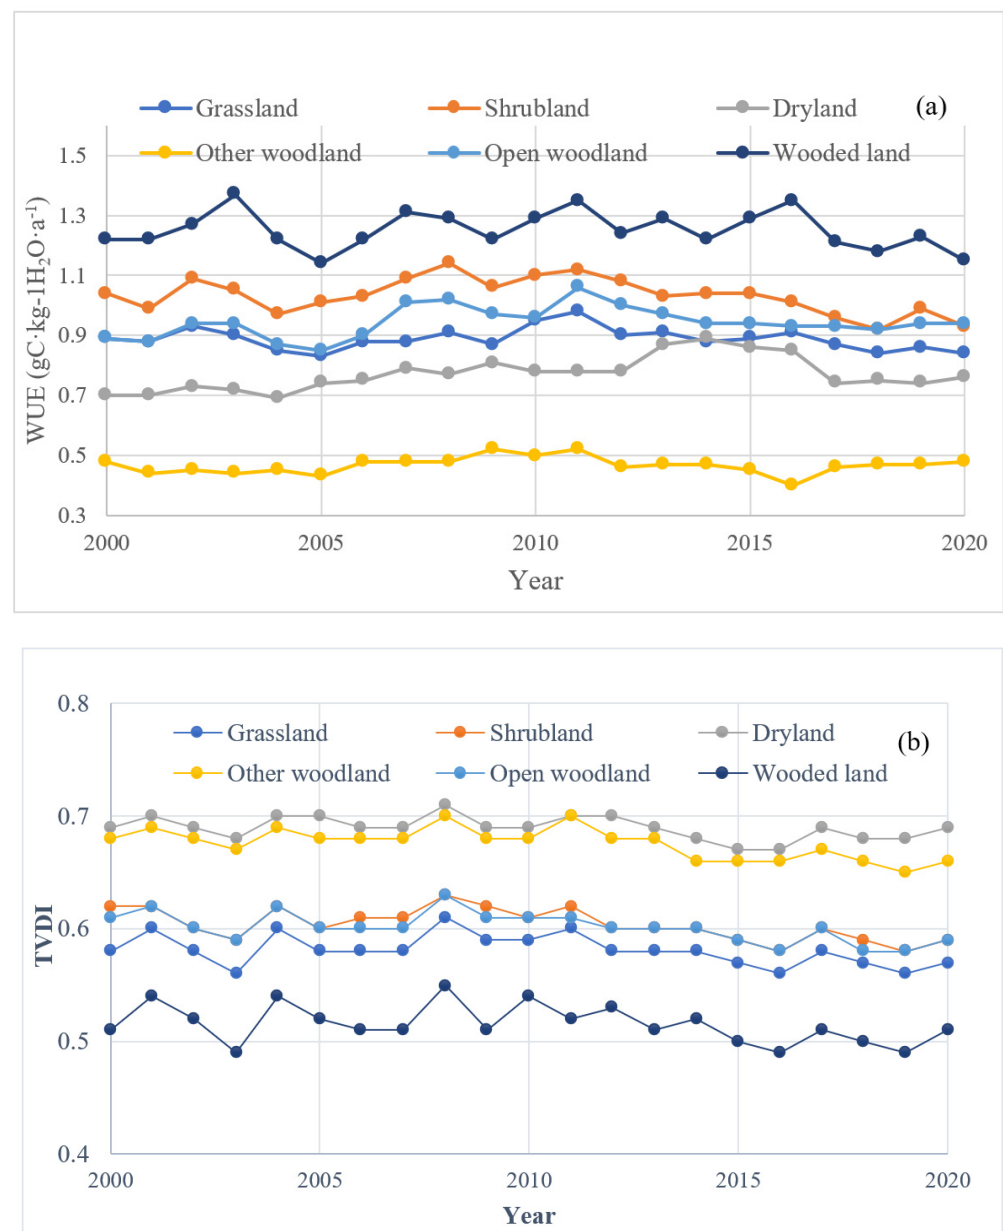 Grassland Shrubland Dryland (a)
Other woodland Open woodland Wooded land
1.5
1.3
1.1
0.9
0.7
0.5
0.3
WUE (gC·kg-1H₂O·a⁻¹)
2000 2005 2010 2015 2020
Year
0.8
Grassland Shrubland Dryland (b)
Other woodland Open woodland Wooded land
0.7
0.6
0.5
0.4
TVDI
2000 2005 2010 2015 2020
Year